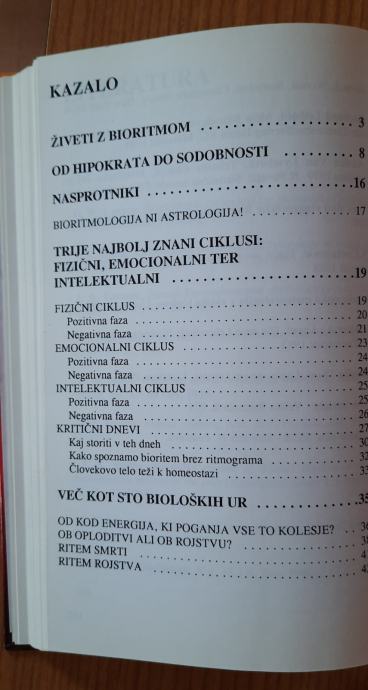 KAZALO
ŽIVETI Z BIORITMOM . . . . . . . . . . . . . . . . 3
OD HIPOKRATA DO SODOBNOSTI . . . . . . . . 8
NASPROTNIKI . . . . . . . . . . . . . . . . . . . . . . 16
BIORITMOLOGIJA NI ASTROLOGIJA! . . . . . . . . . . . . 17
TRIJE NAJBOLJ ZNANI CIKLUSI:
FIZIČNI, EMOCIONALNI TER
INTELEKTUALNI . . . . . . . . . . . . . . . . . . . 19
FIZIČNI CIKLUS . . . . . . . . . . . . . . . . . . . . . . 19
Pozitivna faza . . . . . . . . . . . . . . . . . . . . . . 20
Negativna faza . . . . . . . . . . . . . . . . . . . . . . 21
EMOCIONALNI CIKLUS . . . . . . . . . . . . . . . . . . 23
Pozitivna faza . . . . . . . . . . . . . . . . . . . . . . 24
Negativna faza . . . . . . . . . . . . . . . . . . . . . . 24
INTELEKTUALNI CIKLUS . . . . . . . . . . . . . . . . . 25
Pozitivna faza . . . . . . . . . . . . . . . . . . . . . . 25
Negativna faza . . . . . . . . . . . . . . . . . . . . . . 26
KRITIČNI DNEVI . . . . . . . . . . . . . . . . . . . . . 27
Kaj storiti v teh dneh . . . . . . . . . . . . . . . . . . 30
Kako spoznamo bioritem brez ritmograma . . . . . . . . 32
Človekovo telo teži k homeostazi . . . . . . . . . . . . 33
VEČ KOT STO BIOLOŠKIH UR . . . . . . . . . . 35
OD KOD ENERGIJA, KI POGANJA VSE TO KOLESJE? . . 36
OB OPLODITVI ALI OB ROJSTVU? . . . . . . . . . . . .
RITEM SMRTI . . . . . . . . . . . . . . . . . . . . . . 4
RITEM ROJSTVA . . . . . . . . . . . . . . . . . . . . . 4